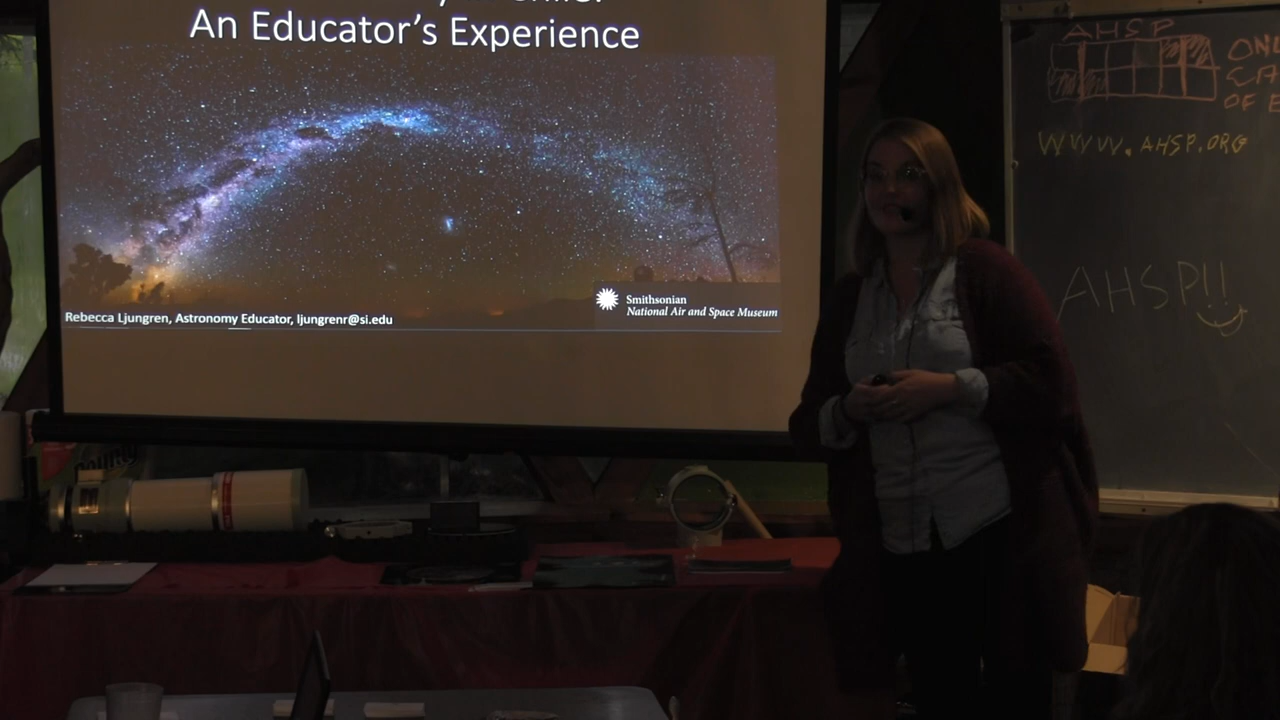 An Educator's Experience
Smithsonian
National Air and Space Museum
Rebecca Ljungren, Astronomy Educator, ljungrenr@si.edu
AHSP
OF
WWW.AHSP.ORG
AHSP!!